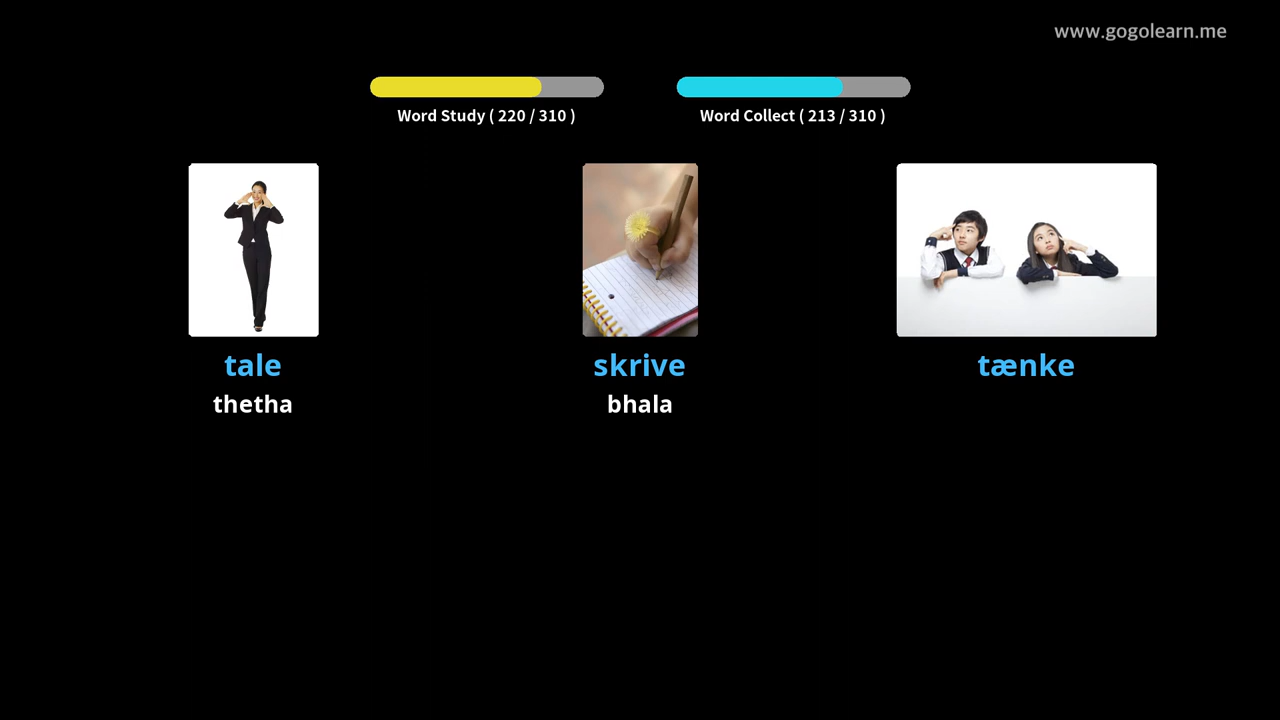 www.gogolearn.me
Word Study ( 220 / 310 )
Word Collect ( 213 / 310 )
tale
thetha
skrive
bhala
tænke